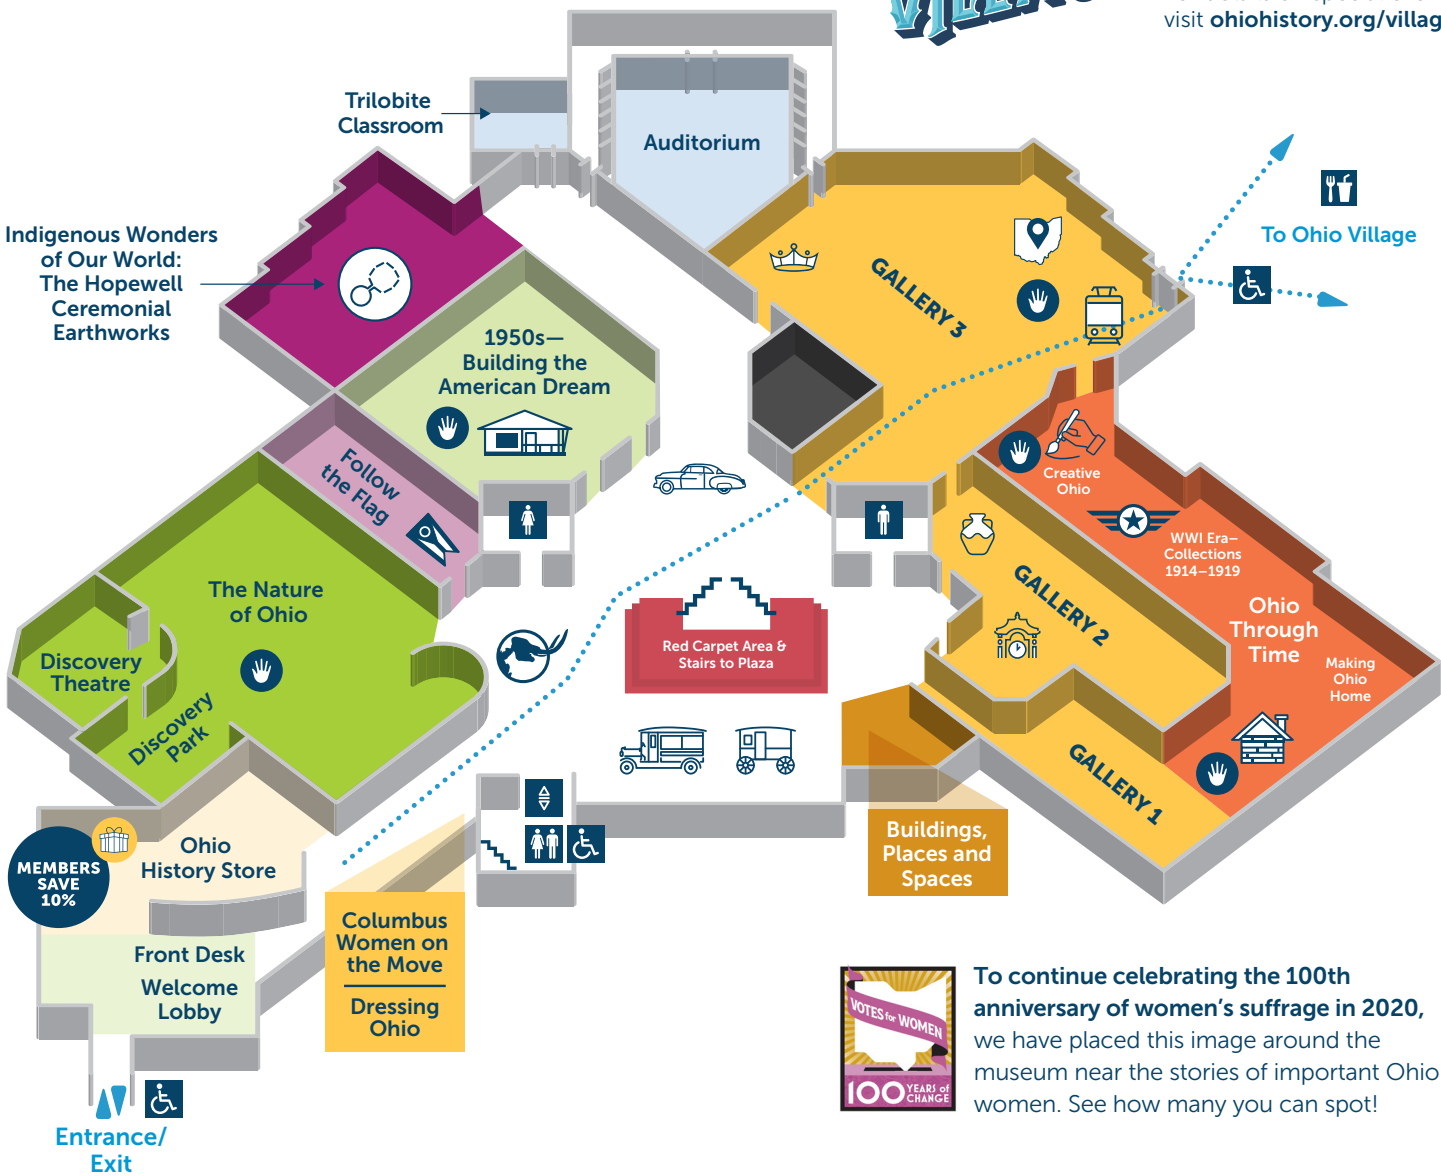 visit ohiohistory.org/villag
Trilobite
Classroom
Auditorium
To Ohio Village
Indigenous Wonders
of Our World:
The Hopewell
Ceremonial
Earthworks
GALLERY 3
1950s—
Building the
American Dream
Follow
the Flag
Creative
Ohio
WWI Era–
Collections
1914–1919
The Nature
of Ohio
GALLERY 2
Ohio
Through
Time
Making
Ohio
Home
Red Carpet Area &
Stairs to Plaza
Discovery
Theatre
Discovery
Park
GALLERY 1
Buildings,
Places and
Spaces
MEMBERS
SAVE
10%
Ohio
History Store
Columbus
Women on
the Move
Dressing
Ohio
Front Desk
Welcome
Lobby
Entrance/
Exit
VOTES for WOMEN
100 YEARS of
CHANGE
To continue celebrating the 100th
anniversary of women's suffrage in 2020,
we have placed this image around the
museum near the stories of important Ohio
women. See how many you can spot!